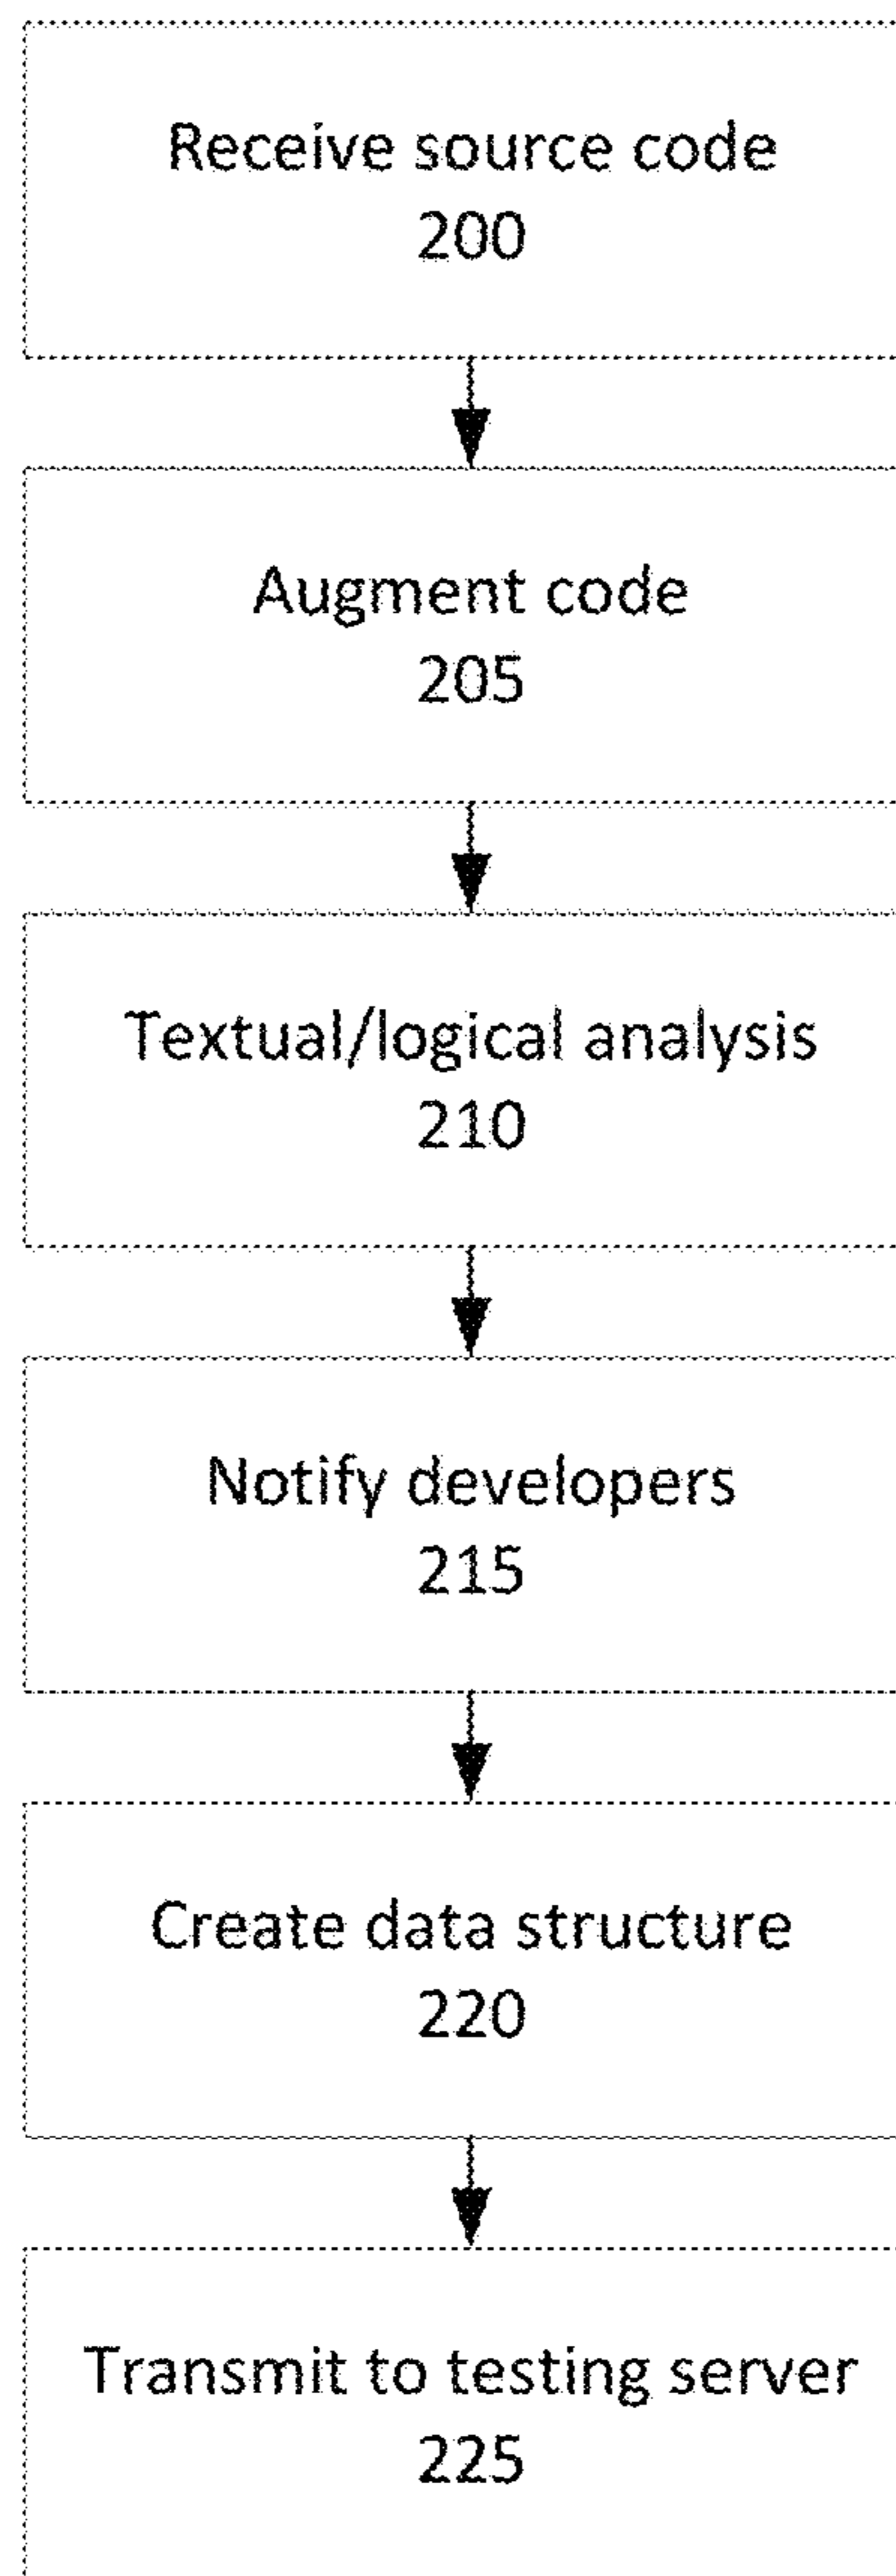 Receive source code
200
Augment code
205
Textual/logical analysis
210
Notify developers
215
Create data structure
220
Transmit to testing server
225